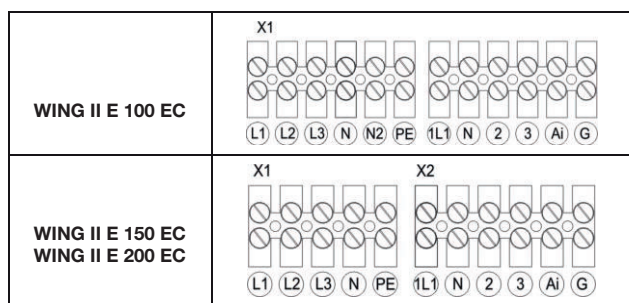 X1
WING II E 100 EC
L1 L2 L3 N N2 PE 1L1 N 2 3 Ai G
X1 X2
WING II E 150 EC
WING II E 200 EC
L1 L2 L3 N PE 1L1 N 2 3 Ai G